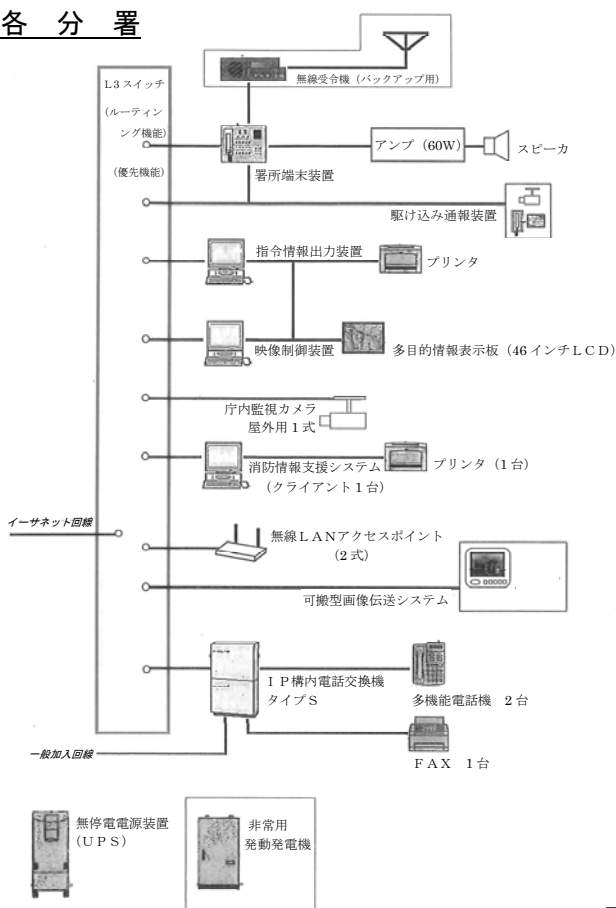 各 分 署
無線受令機（バックアップ用）
L3スイッチ
(ルーティン
グ機能)
(優先機能)
アンプ（60W）
スピーカ
署所端末装置
駆け込み通報装置
指令情報出力装置
プリンタ
映像制御装置
多目的情報表示板（46インチLCD）
庁内監視カメラ
屋外用1式
消防情報支援システム
(クライアント1台)
プリンタ（1台）
イーサネット回線
無線LANアクセスポイント
(2式)
可搬型画像伝送システム
IP構内電話交換機
タイプS
多機能電話機 2台
一般加入回線
FAX 1台
無停電電源装置
(UPS)
非常用
発動発電機